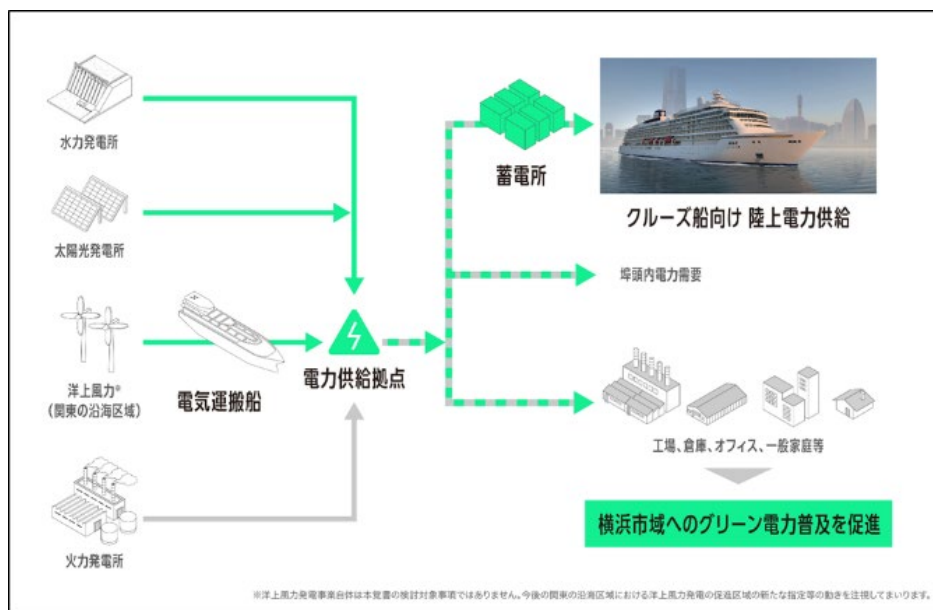 水力発電所
太陽光発電所
洋上風力※
（関東の沿海区域）
電気運搬船
電力供給拠点
火力発電所
蓄電所
クルーズ船向け 陸上電力供給
埠頭内電力需要
工場、倉庫、オフィス、一般家庭等
横浜市域へのグリーン電力普及を促進
※洋上風力発電事業自体は本覚書の検討対象事項ではありません。今後の関東の沿海区域における洋上風力発電の促進区域の新たな指定等の動きを注視してまいります。